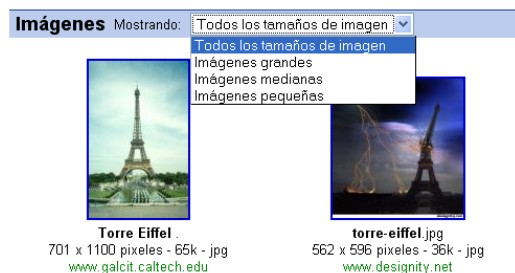 Imágenes Mostrando: Todos los tamaños de imagen
Todos los tamaños de imagen
Imágenes grandes
Imágenes medianas
Imágenes pequeñas
Torre Eiffel .
701 x 1100 pixeles - 65k - jpg
www.galcit.caltech.edu
torre-eiffel.jpg
562 x 596 pixeles - 36k - jpg
www.designity.net